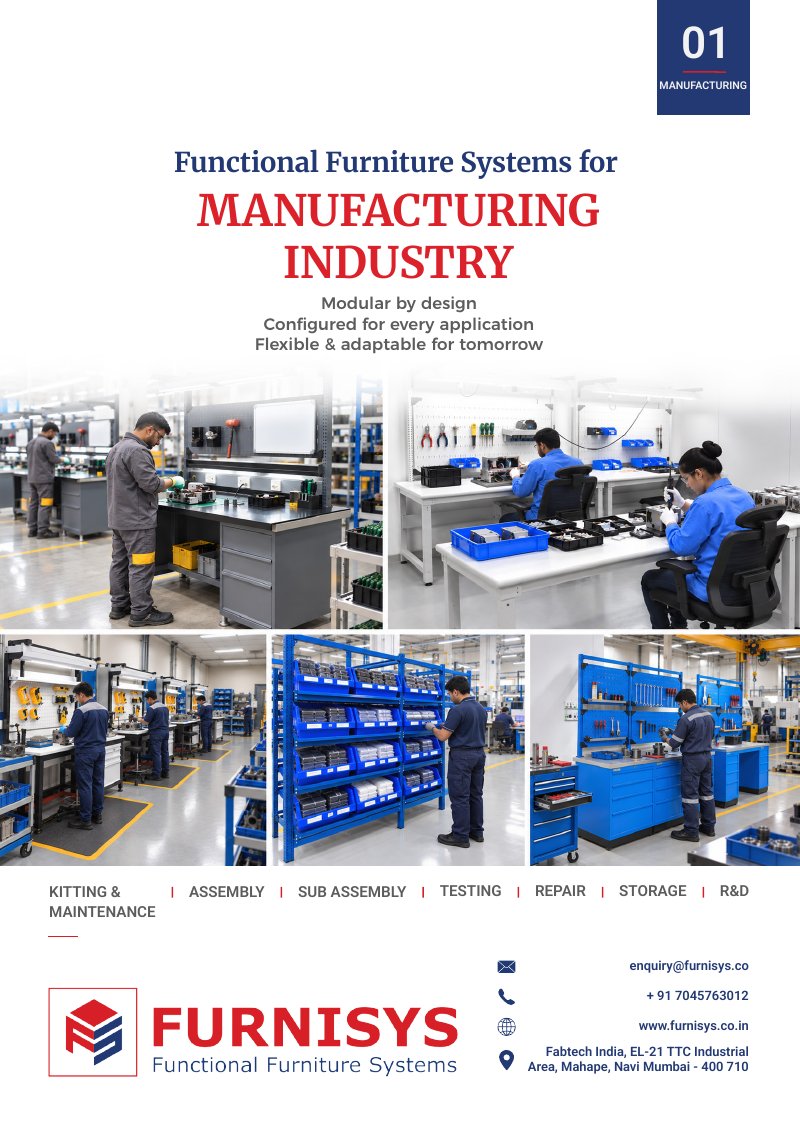 01
MANUFACTURING
Functional Furniture Systems for
MANUFACTURING
INDUSTRY
Modular by design
Configured for every application
Flexible & adaptable for tomorrow
KITTING &
MAINTENANCE
ASSEMBLY
SUB ASSEMBLY
TESTING
REPAIR
STORAGE
R&D
enquiry@furnisys.co
+ 91 7045763012
www.furnisys.co.in
Fabtech India, EL-21 TTC Industrial
Area, Mahape, Navi Mumbai - 400 710
FURNISYS
Functional Furniture Systems